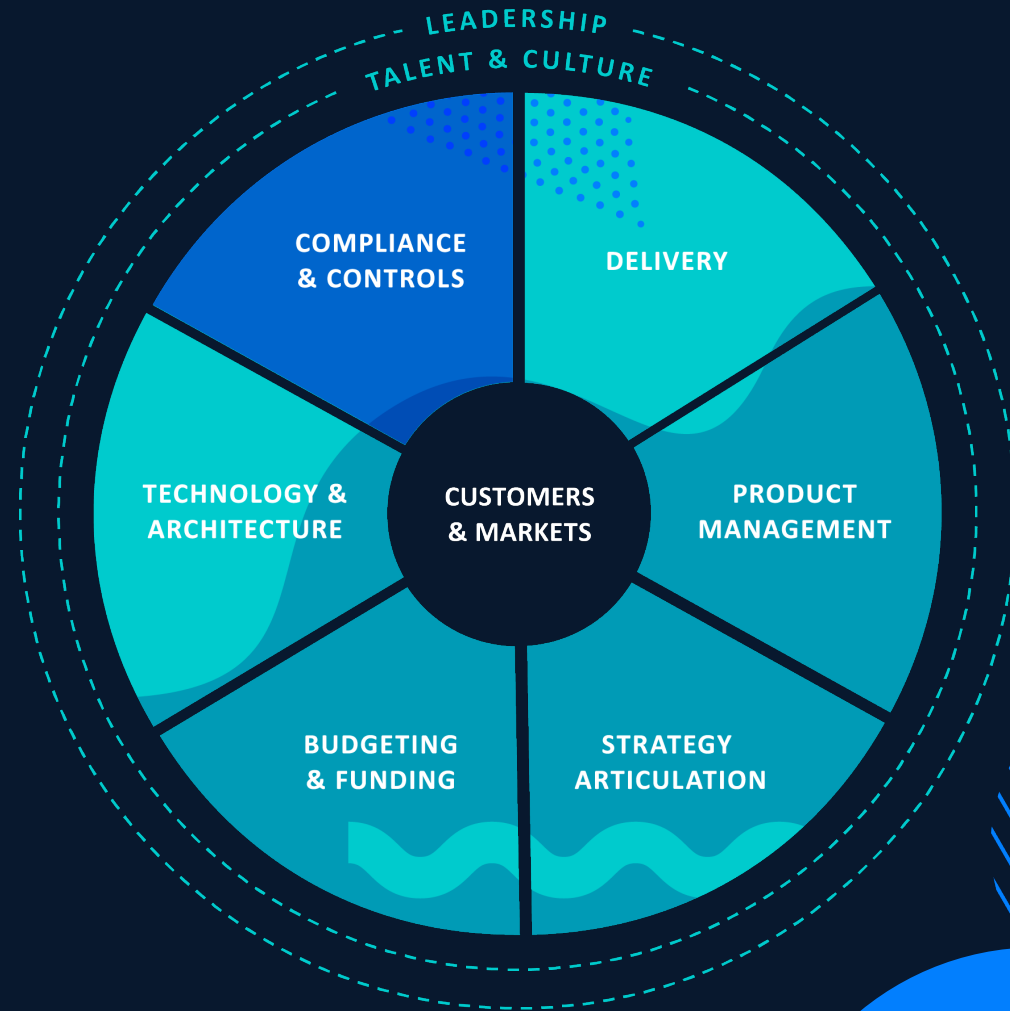 LEADERSHIP
TALENT & CULTURE
COMPLIANCE
& CONTROLS
DELIVERY
TECHNOLOGY &
ARCHITECTURE
CUSTOMERS
& MARKETS
PRODUCT
MANAGEMENT
BUDGETING
& FUNDING
STRATEGY
ARTICULATION